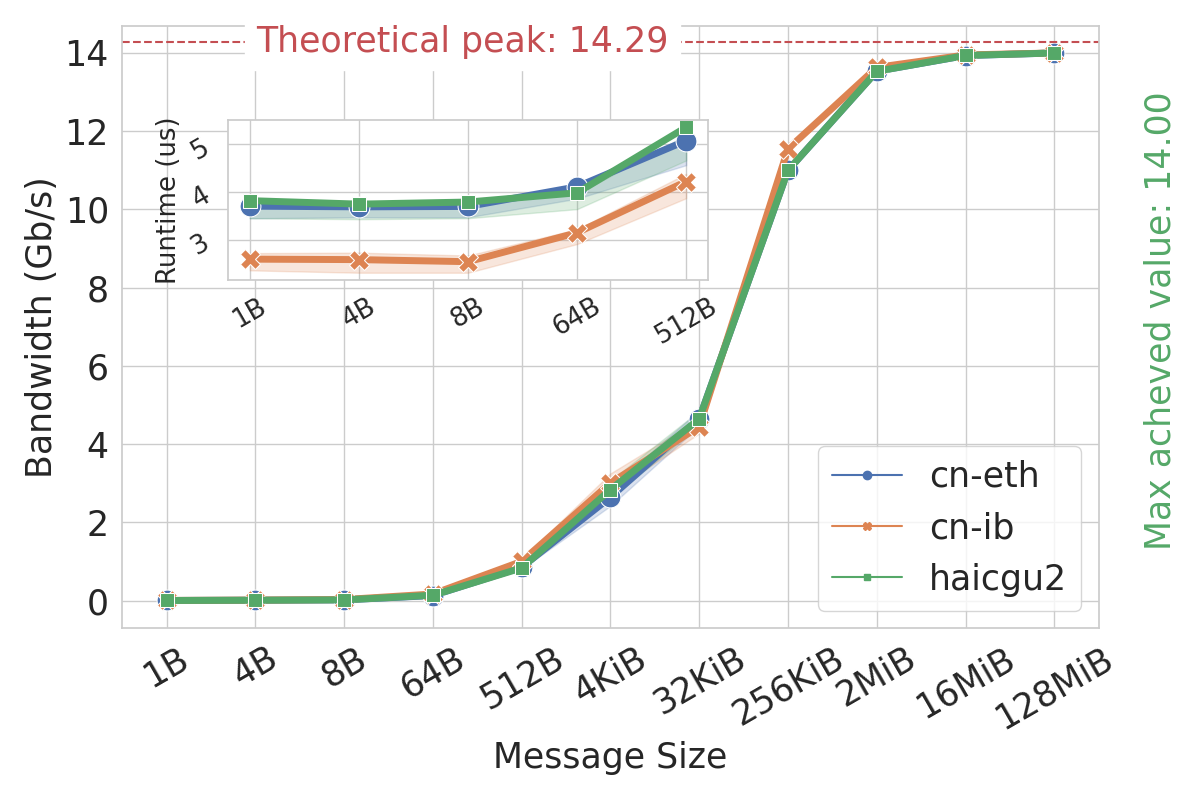 Theoretical peak: 14.29
14
12
10
8
6
4
2
0
Bandwidth (Gb/s)
Runtime (us)
5
4
3
1B
4B
8B
64B
512B
cn-eth
cn-ib
haicgu2
1B
4B
8B
64B
512B
4KiB
32KiB
256KiB
2MiB
16MiB
128MiB
Message Size
Max acheved value: 14.00